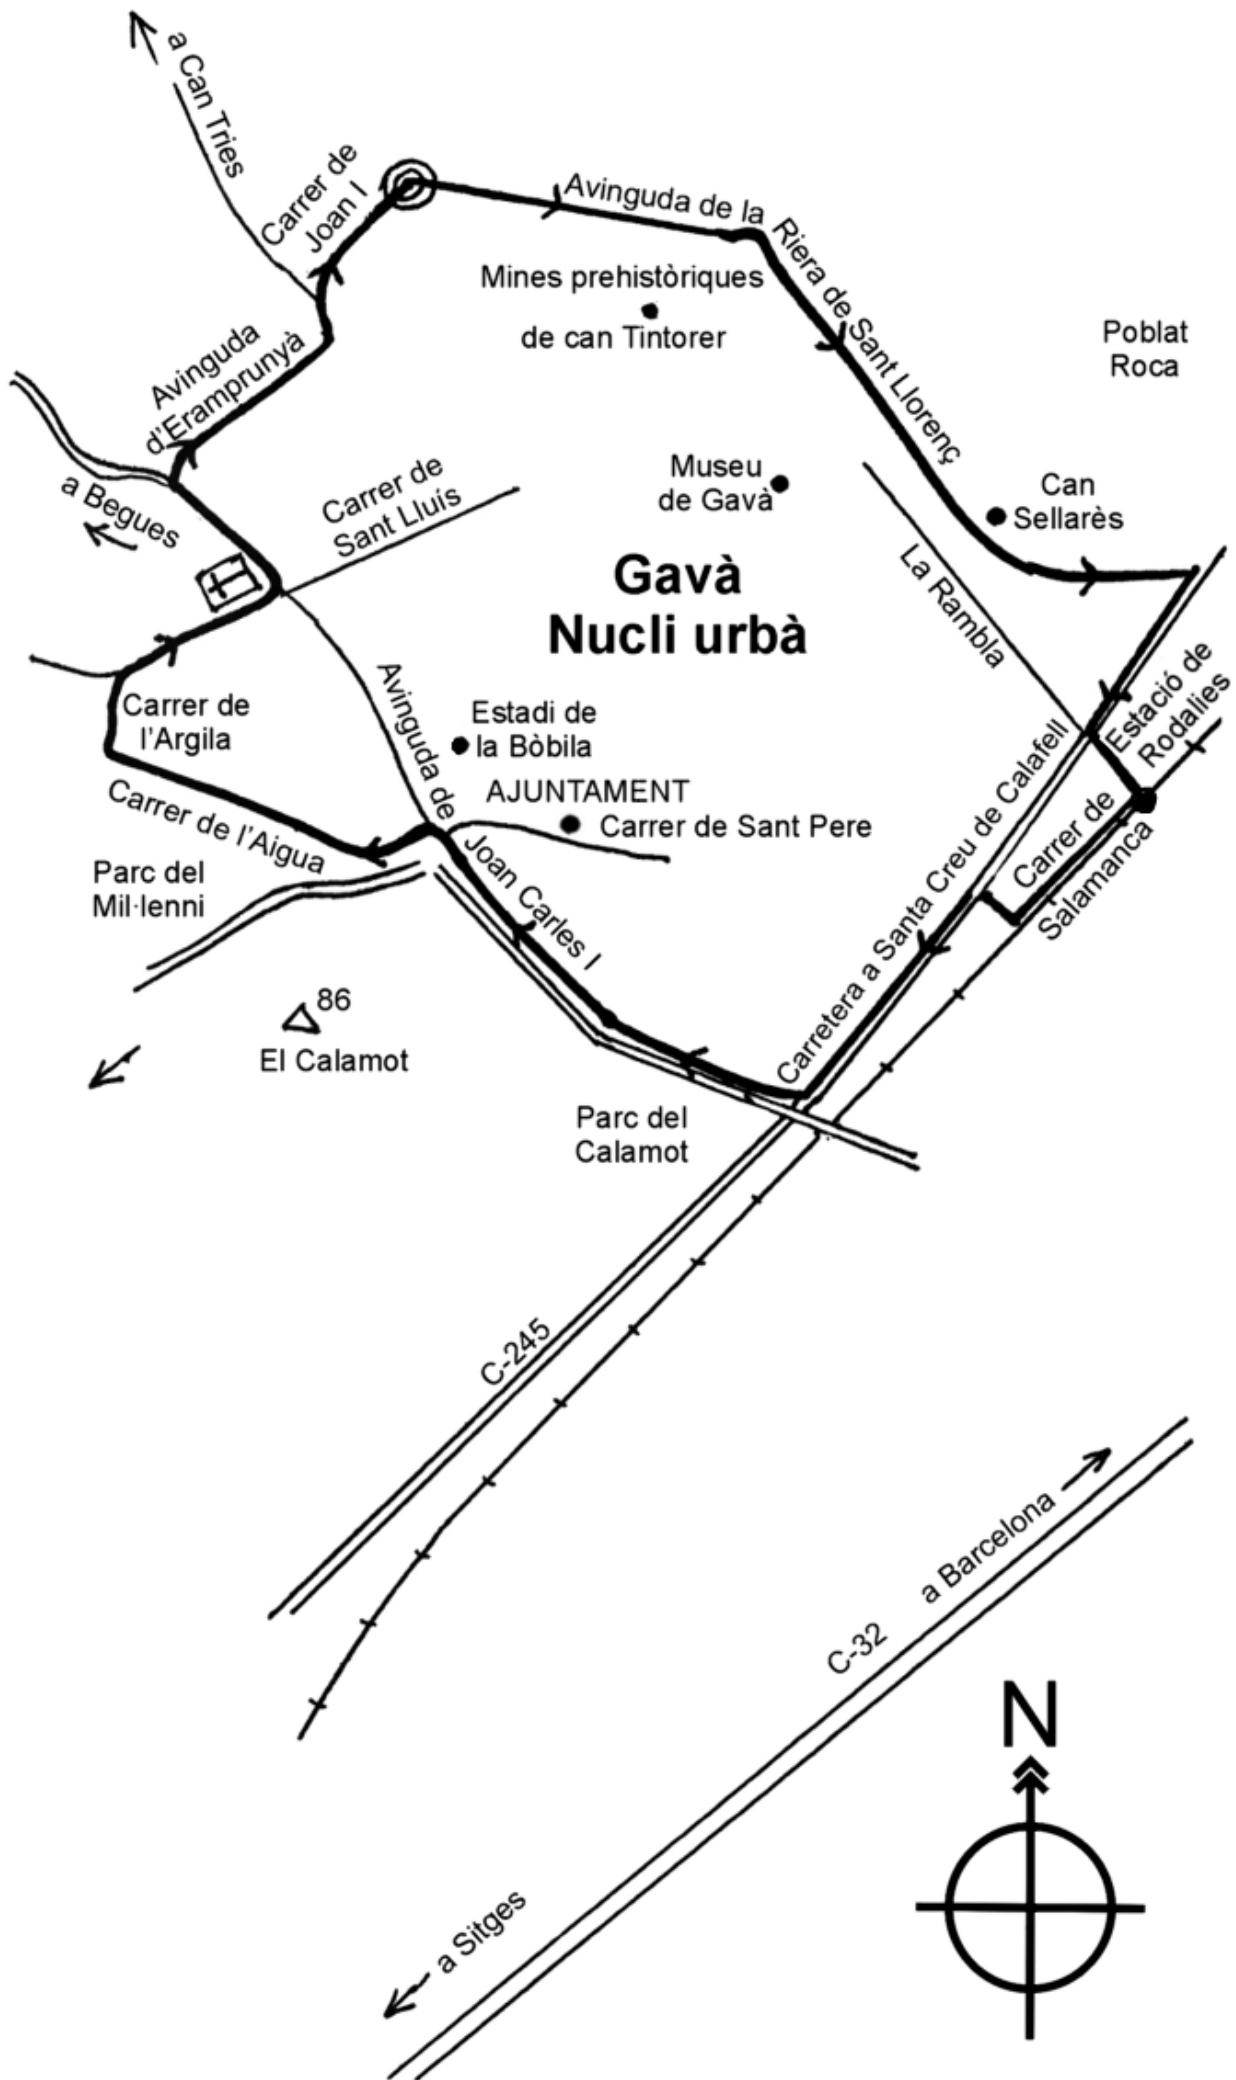 a Can Tries
Carrer de
Joan I
Avinguda de la
Riera de Sant Llorenç
Mines prehistòriques
de can Tintorer
Poblat
Roca
Avinguda
d'Eramprunyà
a Begues
Carrer de
Sant Lluís
Museu
de Gavà
Can
Sellarès
Gavà
Nucli urbà
La Rambla
Estació de
Rodalies
Carrer de
l'Argila
Avinguda de
Joan Carles I
Estadi de
la Bòbila
AJUNTAMENT
Carrer de Sant Pere
Carrer de l'Aigua
Carrer de
Salamanca
Parc del
Mil·lenni
Carretera a Santa Creu de Calafell
86
El Calamot
Parc del
Calamot
C-245
a Barcelona
C-32
N
a Sitges